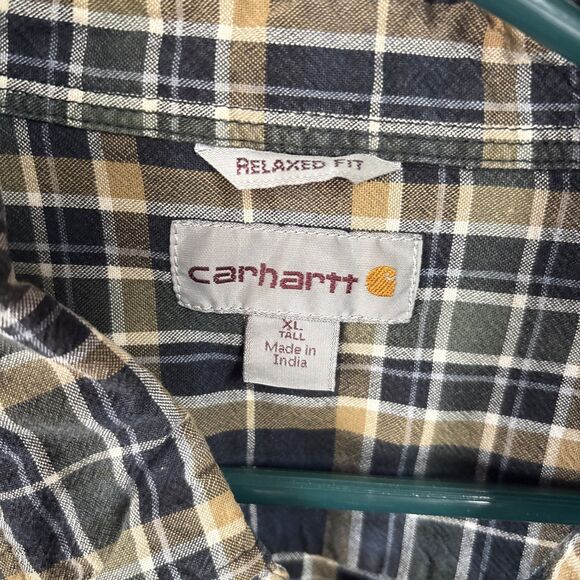 RELAXED FIT
carhartt
XL
TALL
Made in
India